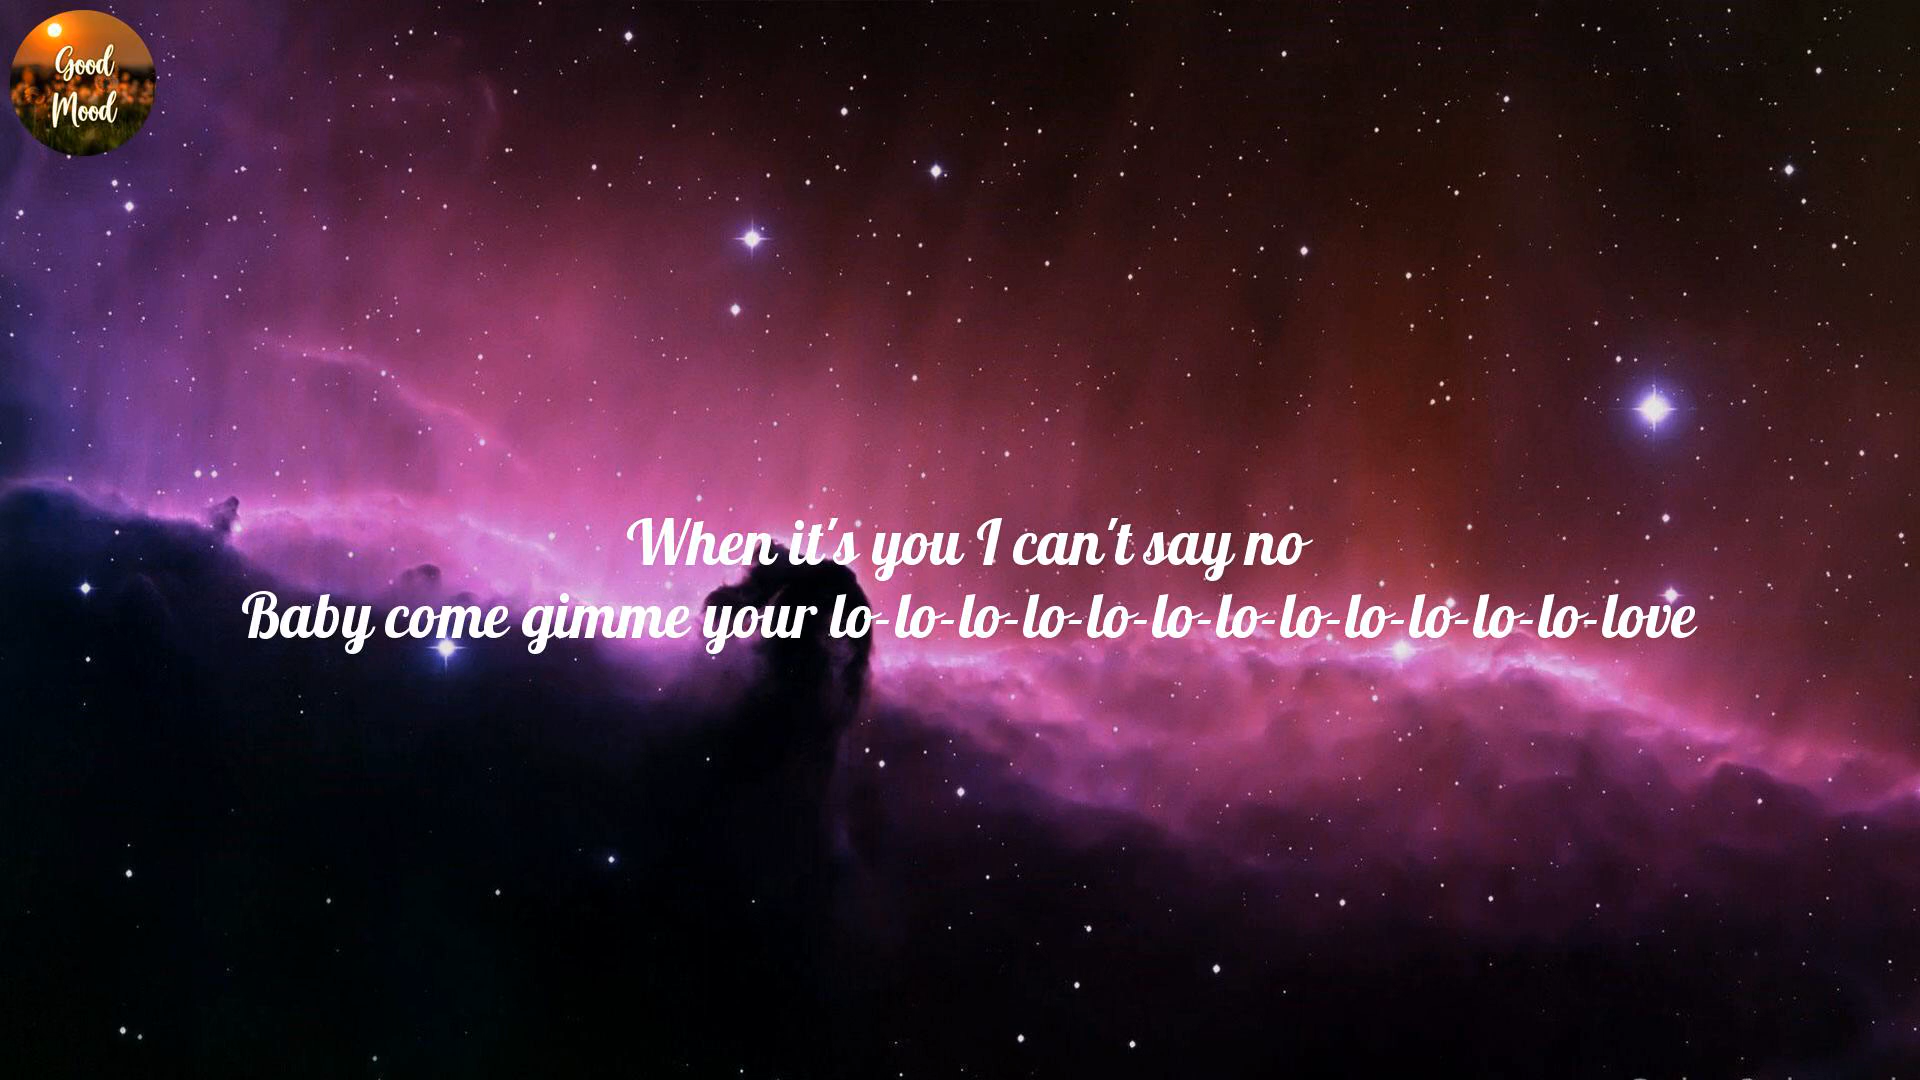 Good
Mood
When it's you I can't say no
Baby come gimme your lo-lo-lo-lo-lo-lo-lo-lo-lo-lo-lo-lo-love